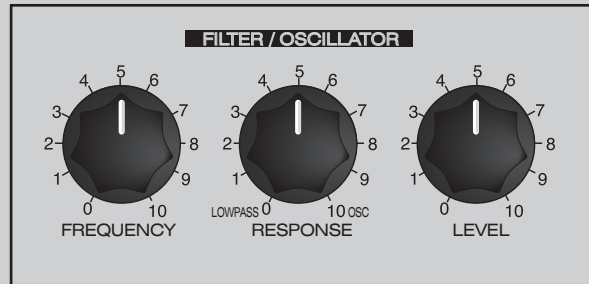 FILTER / OSCILLATOR
5 5 5
4 6 4 6 4 6
3 7 3 7 3 7
2 8 2 8 2 8
1 9 1 9 1 9
0 10 LOWPASS 0 10 OSC 0 10
FREQUENCY RESPONSE LEVEL